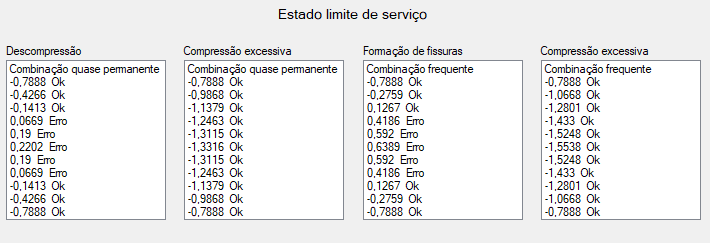 Estado limite de serviço
Descompressão
Combinação quase permanente
-0,7888 Ok
-0,4266 Ok
-0,1413 Ok
0,0669 Erro
0,19 Erro
0,2202 Erro
0,19 Erro
0,0669 Erro
-0,1413 Ok
-0,4266 Ok
-0,7888 Ok
Compressão excessiva
Combinação quase permanente
-0,7888 Ok
-0,9868 Ok
-1,1379 Ok
-1,2463 Ok
-1,3115 Ok
-1,3316 Ok
-1,3115 Ok
-1,2463 Ok
-1,1379 Ok
-0,9868 Ok
-0,7888 Ok
Formação de fissuras
Combinação frequente
-0,7888 Ok
-0,2759 Ok
0,1267 Ok
0,4186 Erro
0,592 Erro
0,6389 Erro
0,592 Erro
0,4186 Erro
0,1267 Ok
-0,2759 Ok
-0,7888 Ok
Compressão excessiva
Combinação frequente
-0,7888 Ok
-1,0668 Ok
-1,2801 Ok
-1,433 Ok
-1,5248 Ok
-1,5538 Ok
-1,5248 Ok
-1,433 Ok
-1,2801 Ok
-1,0668 Ok
-0,7888 Ok